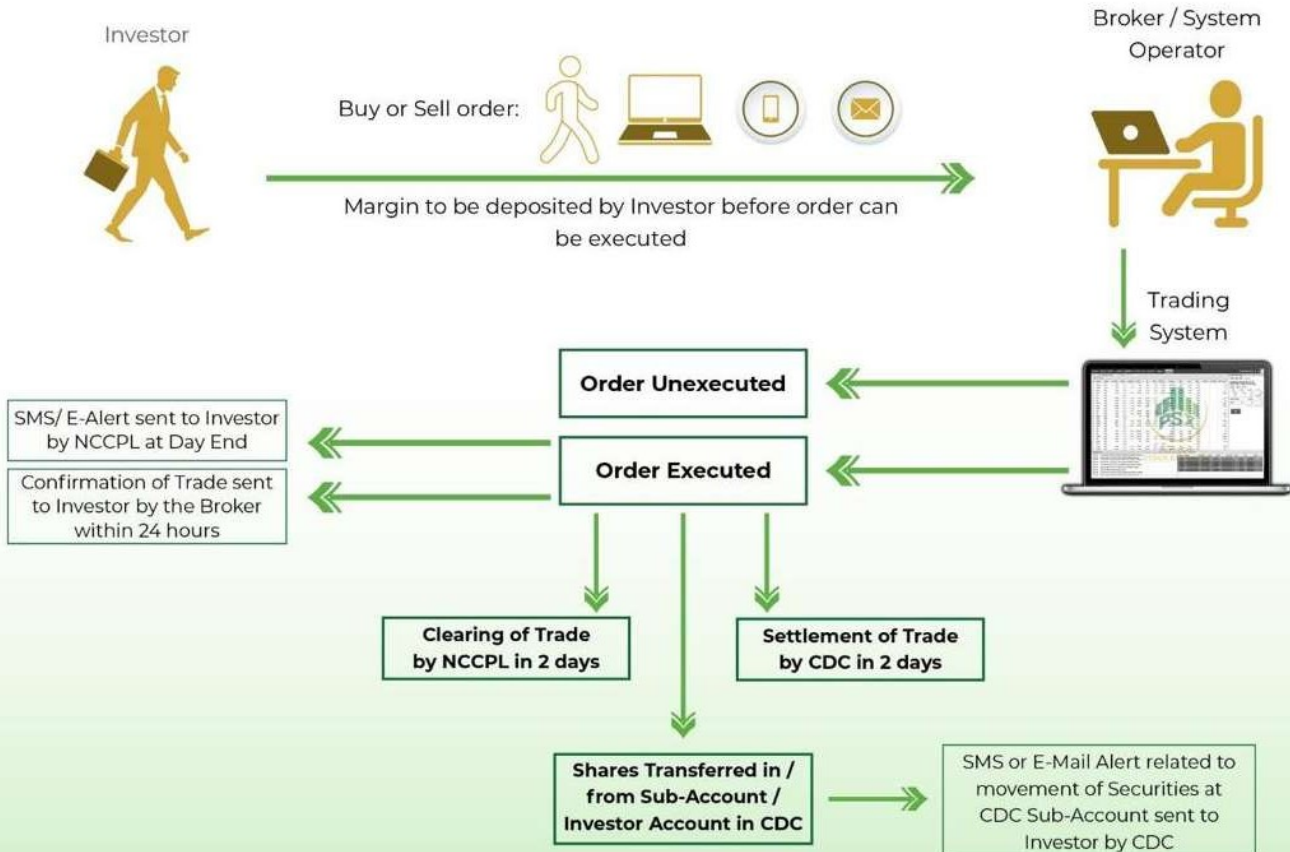 Investor
Broker / System
Operator
Buy or Sell order:
Margin to be deposited by Investor before order can
be executed
Trading
System
Order Unexecuted
SMS/ E-Alert sent to Investor
by NCCPL at Day End
Order Executed
Confirmation of Trade sent
to Investor by the Broker
within 24 hours
Clearing of Trade
by NCCPL in 2 days
Settlement of Trade
by CDC in 2 days
Shares Transferred in /
from Sub-Account /
Investor Account in CDC
SMS or E-Mail Alert related to
movement of Securities at
CDC Sub-Account sent to
Investor by CDC